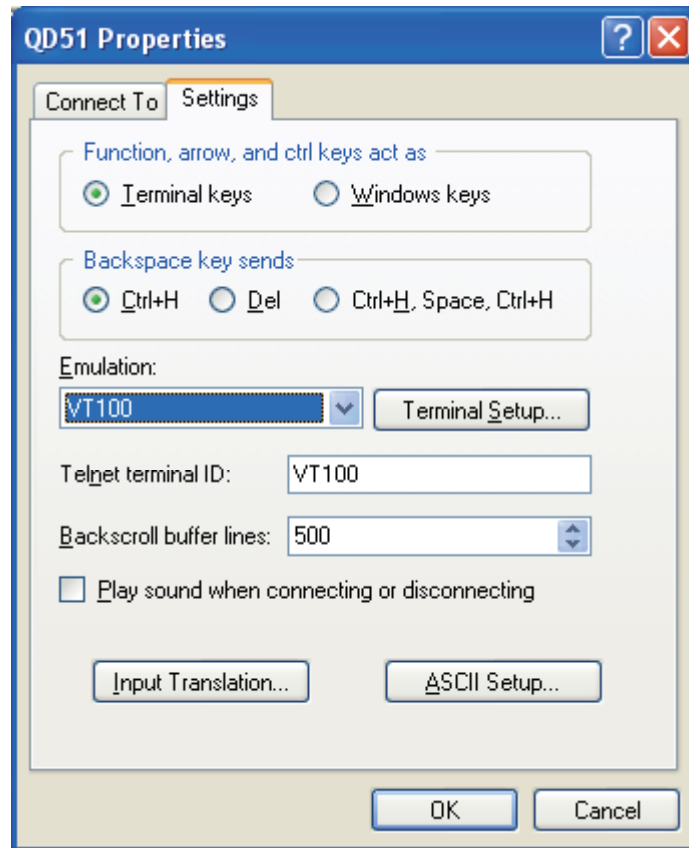 QD51 Properties
Connect To Settings
Function, arrow, and ctrl keys act as
Terminal keys Windows keys
Backspace key sends
Ctrl+H Del Ctrl+H, Space, Ctrl+H
Emulation:
VT100 Terminal Setup...
Telnet terminal ID: VT100
Backscroll buffer lines: 500
Play sound when connecting or disconnecting
Input Translation... ASCII Setup...
OK Cancel